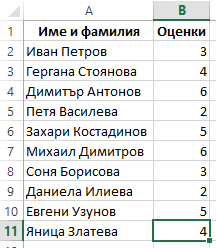 A B
1 Име и фамилия Оценки
2 Иван Петров 3
3 Гергана Стоянова 4
4 Димитър Антонов 6
5 Петя Василева 2
6 Захари Костадинов 5
7 Михаил Димитров 6
8 Соня Борисова 3
9 Даниела Илиева 2
10 Евгени Узунов 5
11 Яница Златева 4